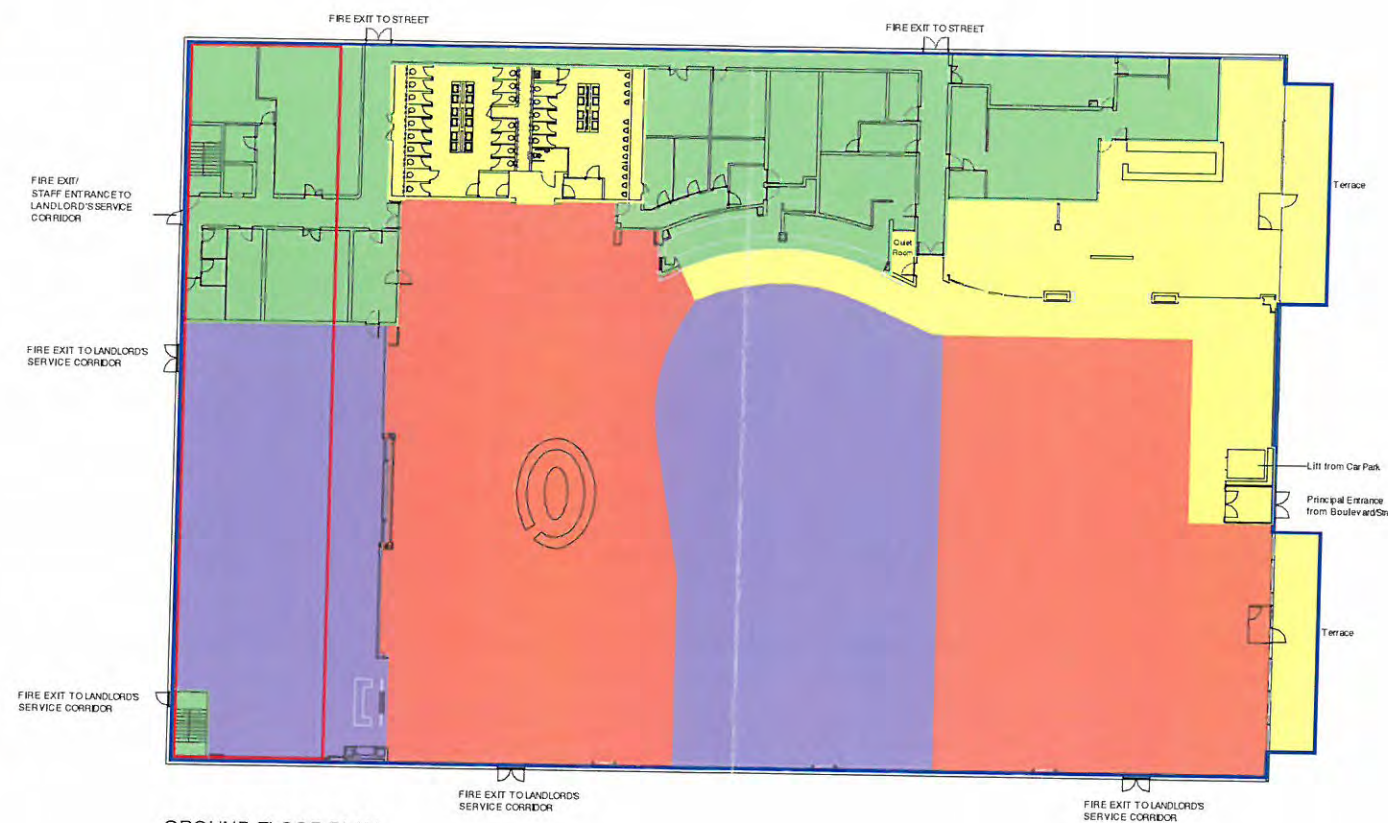 FIRE EXIT TO STREET
FIRE EXIT TO STREET
FIRE EXIT/
STAFF ENTRANCE TO
LANDLORD'S SERVICE
CORRIDOR
Terrace
Quiet
Room
FIRE EXIT TO LANDLORD'S
SERVICE CORRIDOR
Lift from Car Park
Principal Entrance
from Boulevard/
Terrace
FIRE EXIT TO LANDLORD'S
SERVICE CORRIDOR
FIRE EXIT TO LANDLORD'S
SERVICE CORRIDOR
FIRE EXIT TO LANDLORD'S
SERVICE CORRIDOR